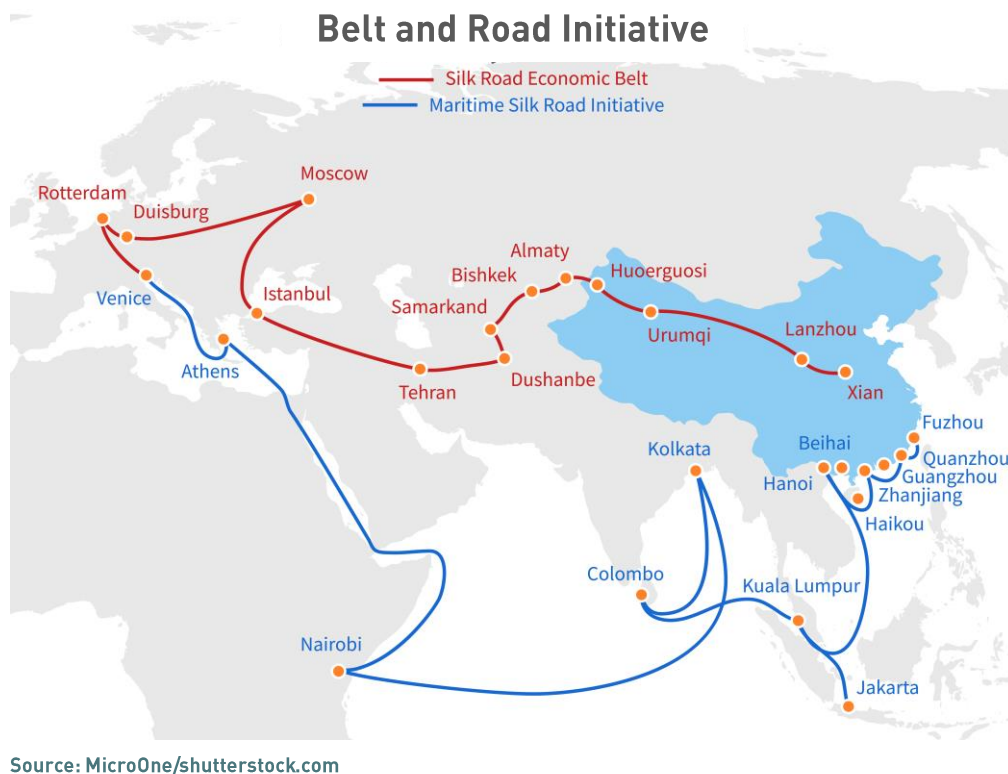 Belt and Road Initiative
Silk Road Economic Belt
Maritime Silk Road Initiative
Moscow
Rotterdam
Duisburg
Almaty
Bishkek
Huoerguosi
Venice
Istanbul
Samarkand
Urumqi
Lanzhou
Athens
Tehran
Dushanbe
Xian
Fuzhou
Kolkata
Beihai
Quanzhou
Hanoi
Guangzhou
Zhanjiang
Haikou
Colombo
Kuala Lumpur
Nairobi
Jakarta
Source: MicroOne/shutterstock.com